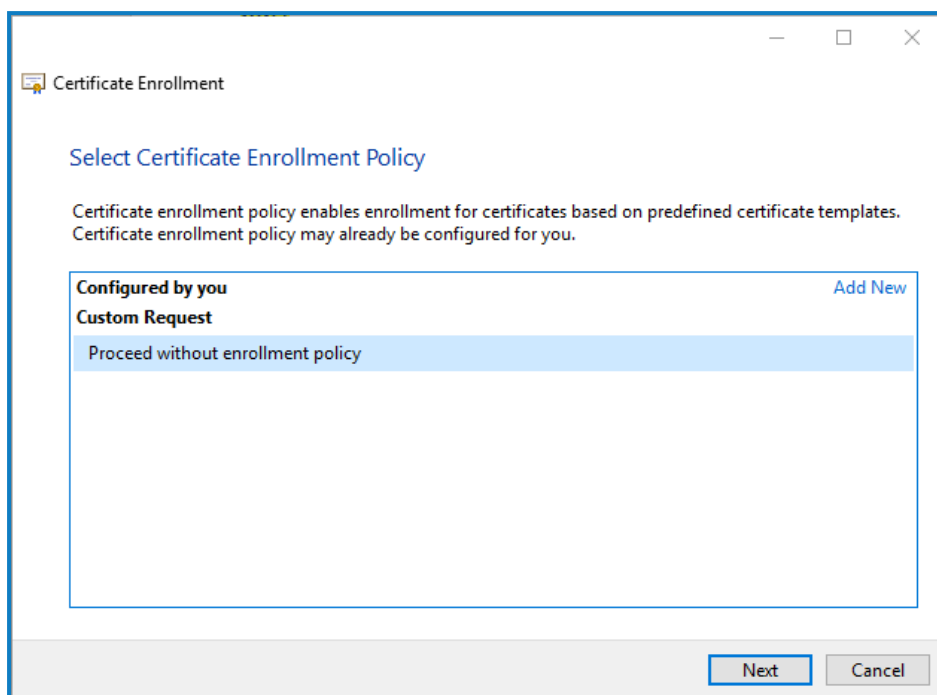 Certificate Enrollment
Select Certificate Enrollment Policy
Certificate enrollment policy enables enrollment for certificates based on predefined certificate templates.
Certificate enrollment policy may already be configured for you.
Configured by you Add New
Custom Request
Proceed without enrollment policy
Next Cancel